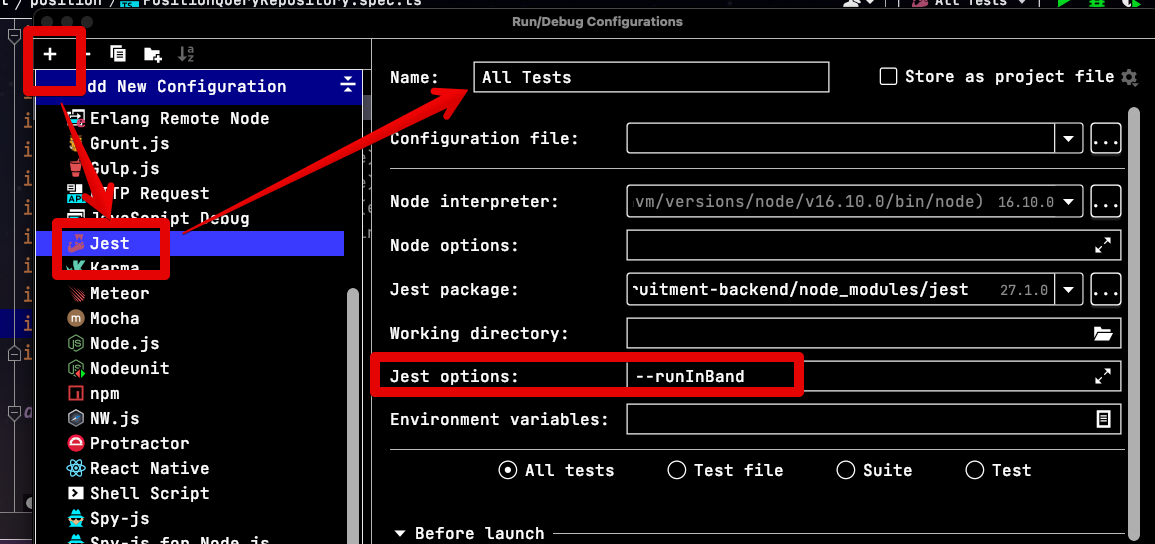 position / TS PositionQueryRepository.spec.ts
All Tests
Run/Debug Configurations
dd New Configuration
Erlang Remote Node
Grunt.js
Gulp.js
HTTP Request
JavaScript Debug
Jest
Karma
Meteor
Mocha
Node.js
Nodeunit
npm
NW.js
Protractor
React Native
Shell Script
Spy-js
Spy-js for Node.js
Name: All Tests
Store as project file
Configuration file:
Node interpreter: vm/versions/node/v16.10.0/bin/node) 16.10.0
Node options:
Jest package: ruitment-backend/node_modules/jest 27.1.0
Working directory:
Jest options: --runInBand
Environment variables:
All tests Test file Suite Test
Before launch